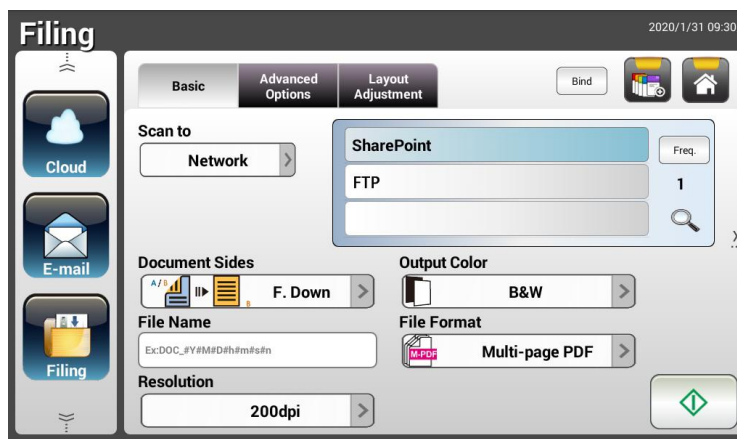 Filing
2020/1/31 09:30
Basic
Advanced Options
Layout Adjustment
Bind
Cloud
E-mail
Filing
Scan to
Network
SharePoint
FTP
Freq.
1
Document Sides
A/B
B
F. Down
Output Color
B&W
File Name
Ex:DOC_#Y#M#D#h#m#s#n
File Format
M-PDF
Multi-page PDF
Resolution
200dpi